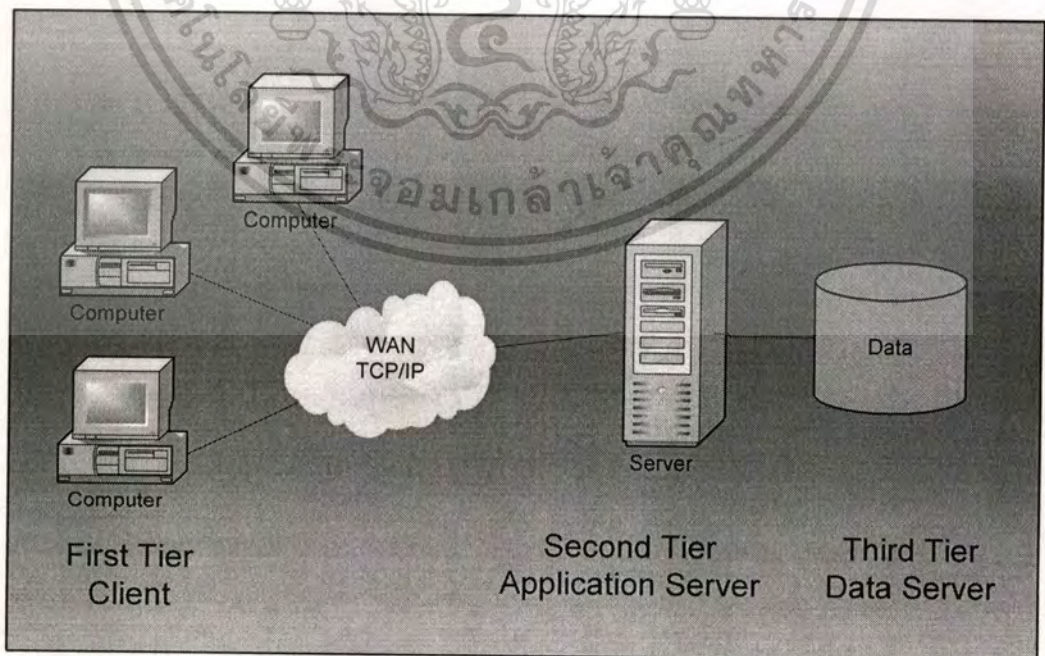 จอมเกล้าเจ้าคุณทหาร
Computer
Computer
Computer
WAN
TCP/IP
Server
Data
First Tier
Client
Second Tier
Application Server
Third Tier
Data Server